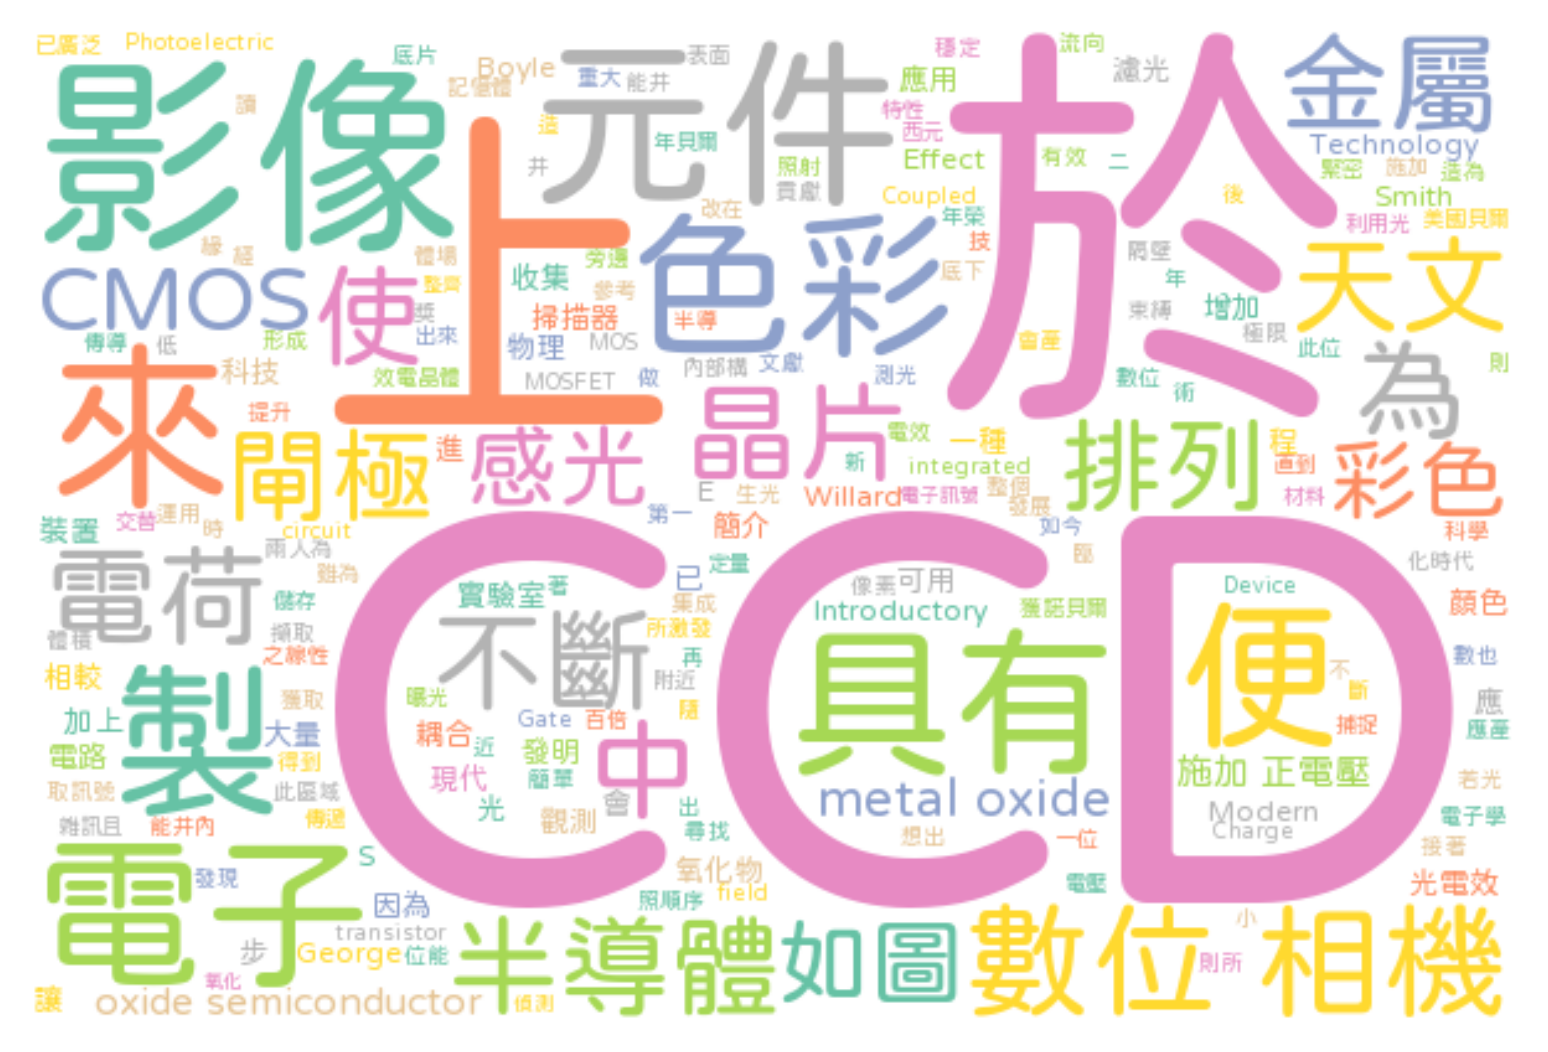 已廣泛 Photoelectric
底片
Boyle
重大
能井
表面
穩定
流向
濾光
金屬
影像
讀
記憶體
元件
應用
於
Technology
造
年貝爾
特性
西元
Effect
有效
二
緊密
施加
造為
井
照射
貢獻
Coupled
後
Smith
利用光
美國貝爾
改在
年榮
技
隔壁
緣
經
體場
上
旁邊
色彩
底下
年
天文
CMOS
使
整齊
收集
參考
獎
出來
掃描器
半導
束縛
增加
極限
傳導
低
形成
物理
MOS
會產
此位
則
來
科技
效電晶體
MOSFET
做
內部構
文獻
測光
數位
術
為
提升
晶片
閘極
進
感光
電效
一種
排列
程
彩色
新
integrated
直到
E
生光
Willard
電子訊號
整個
材料
發展
裝置
交替
運用
時
circuit
第一
簡介
如今
科學
電荷
兩人為
雖為
CCD
已
定量
化時代
實驗室
著
像素
可用
Device
儲存
集成
Introductory
獲諾貝爾
顏色
體積
擷取
之線性
不斷
所激發
具有
便
再
數也
相較
製
獲取
曝光
附近
不
斷
應
加上
大量
Gate
百倍
隨
捕捉
應產
電路
得到
耦合
近
發明
中
施加 正電壓
取訊號
此區域
現代
簡單
metal oxide
若光
光
會
出
Modern
雜訊且
能井內
傳遞
觀測
尋找
想出
一位
Charge
電子學
接著
電子
S
氧化物
發現
因為
照順序
field
電壓
光電效
transistor
小
步
George
位能
半導體
如圖
數位
相機
則所
氧化
讓
oxide semiconductor
偵測